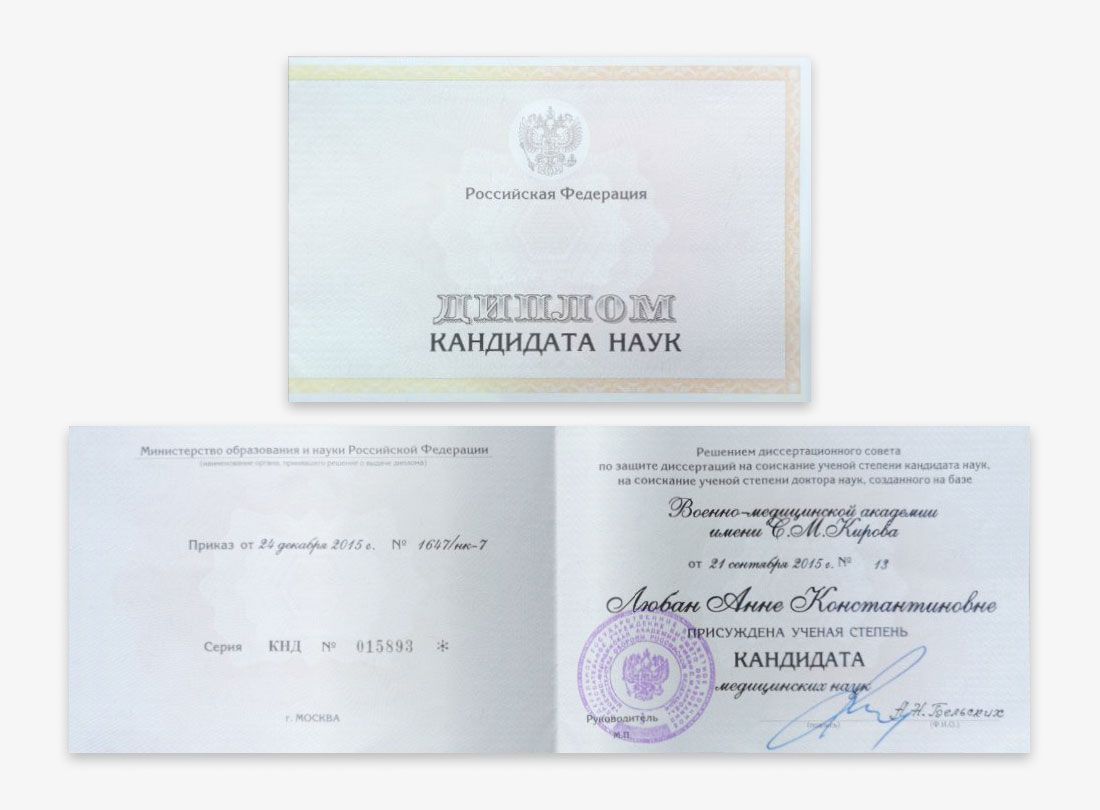 Российская Федерация
ДИПЛОМ
КАНДИДАТА НАУК
Министерство образования и науки Российской Федерации
(наименование органа, принявшего решение о выдаче диплома)
Приказ от 24 декабря 2015 г. № 1647/нк-7
Серия КНД № 015893 *
г. МОСКВА
Решением диссертационного совета
по защите диссертаций на соискание ученой степени кандидата наук,
на соискание ученой степени доктора наук, созданного на базе
Военно-медицинской академии
имени С.М.Кирова
от 21 сентября 2015 г. № 13
Любан Анне Константиновне
ПРИСУЖДЕНА УЧЕНАЯ СТЕПЕНЬ
КАНДИДАТА
медицинских наук
А.Н.Бельских
Руководитель
(подпись) (Ф.И.О.)
М.П.